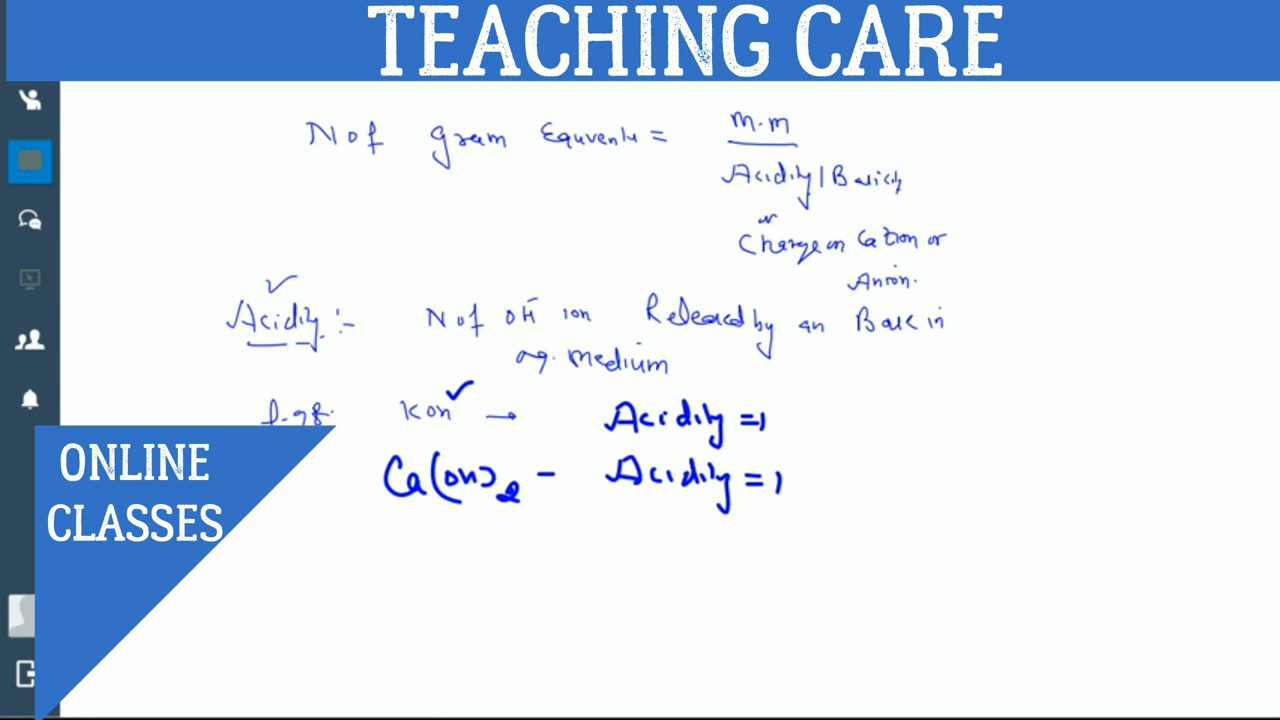 TEACHING CARE
N of gram Equvents = M.M
Acidity | Basicity
or
Charge on Cation or
Anion.
Acidity :- N of OH⁻ ion Released by an Base in
aq. Medium
KOH → Acidity = 1
Ca(OH)2 - Acidity = 1
ONLINE
CLASSES